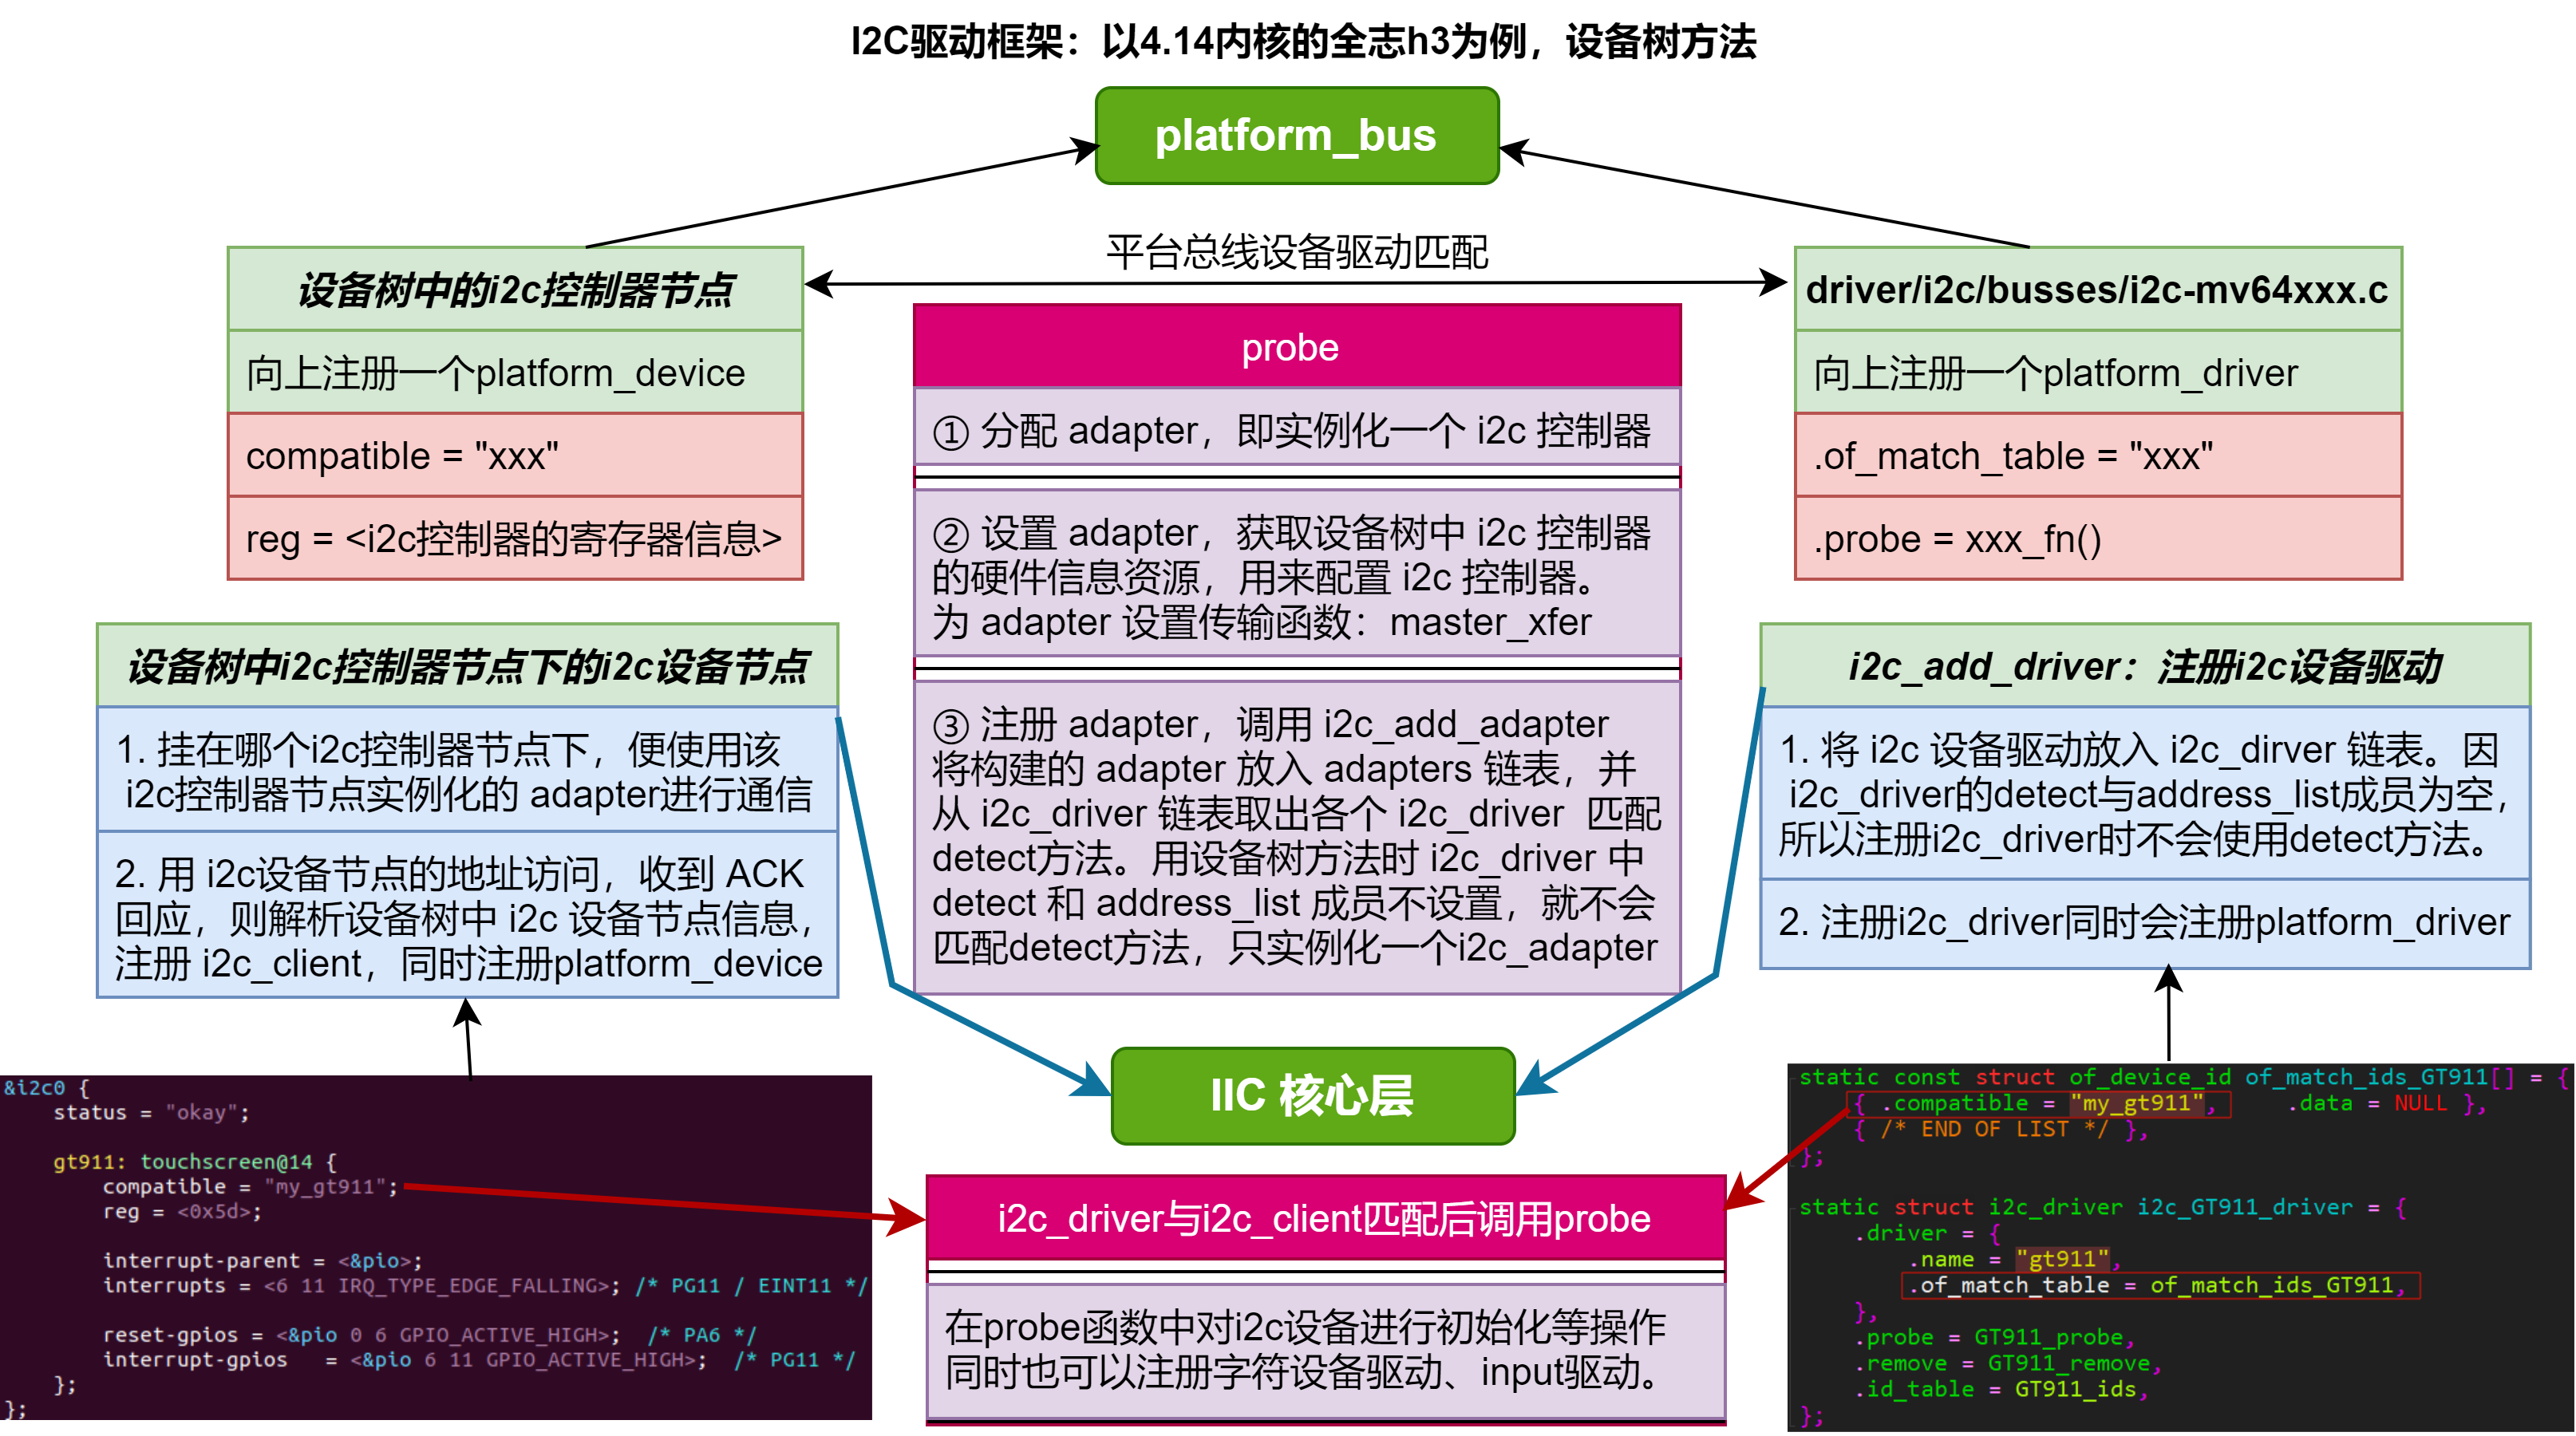 I2C驱动框架：以4.14内核的全志h3为例，设备树方法
platform_bus
平台总线设备驱动匹配
设备树中的i2c控制器节点
向上注册一个platform_device
compatible = "xxx"
reg = <i2c控制器的寄存器信息>
driver/i2c/busses/i2c-mv64xxx.c
向上注册一个platform_driver
.of_match_table = "xxx"
.probe = xxx_fn()
probe
① 分配 adapter，即实例化一个 i2c 控制器
② 设置 adapter，获取设备树中 i2c 控制器
的硬件信息资源，用来配置 i2c 控制器。
为 adapter 设置传输函数：master_xfer
③ 注册 adapter，调用 i2c_add_adapter
将构建的 adapter 放入 adapters 链表，并
从 i2c_driver 链表取出各个 i2c_driver 匹配
detect方法。用设备树方法时 i2c_driver 中
detect 和 address_list 成员不设置，就不会
匹配detect方法，只实例化一个i2c_adapter
设备树中i2c控制器节点下的i2c设备节点
1. 挂在哪个i2c控制器节点下，便使用该
i2c控制器节点实例化的 adapter进行通信
2. 用 i2c设备节点的地址访问，收到 ACK
回应，则解析设备树中 i2c 设备节点信息，
注册 i2c_client，同时注册platform_device
i2c_add_driver：注册i2c设备驱动
1. 将 i2c 设备驱动放入 i2c_dirver 链表。因
i2c_driver的detect与address_list成员为空，
所以注册i2c_driver时不会使用detect方法。
2. 注册i2c_driver同时会注册platform_driver
IIC 核心层
i2c_driver与i2c_client匹配后调用probe
在probe函数中对i2c设备进行初始化等操作
同时也可以注册字符设备驱动、input驱动。
&i2c0 {
status = "okay";
gt911: touchscreen@14 {
compatible = "my_gt911";
reg = <0x5d>;
interrupt-parent = <&pio>;
interrupts = <6 11 IRQ_TYPE_EDGE_FALLING>; /* PG11 / EINT11 */
reset-gpios = <&pio 0 6 GPIO_ACTIVE_HIGH>; /* PA6 */
interrupt-gpios = <&pio 6 11 GPIO_ACTIVE_HIGH>; /* PG11 */
};
};
static const struct of_device_id of_match_ids_GT911[] = {
{ .compatible = "my_gt911", .data = NULL },
{ /* END OF LIST */ },
};
static struct i2c_driver i2c_GT911_driver = {
.driver = {
.name = "gt911",
.of_match_table = of_match_ids_GT911,
},
.probe = GT911_probe,
.remove = GT911_remove,
.id_table = GT911_ids,
};